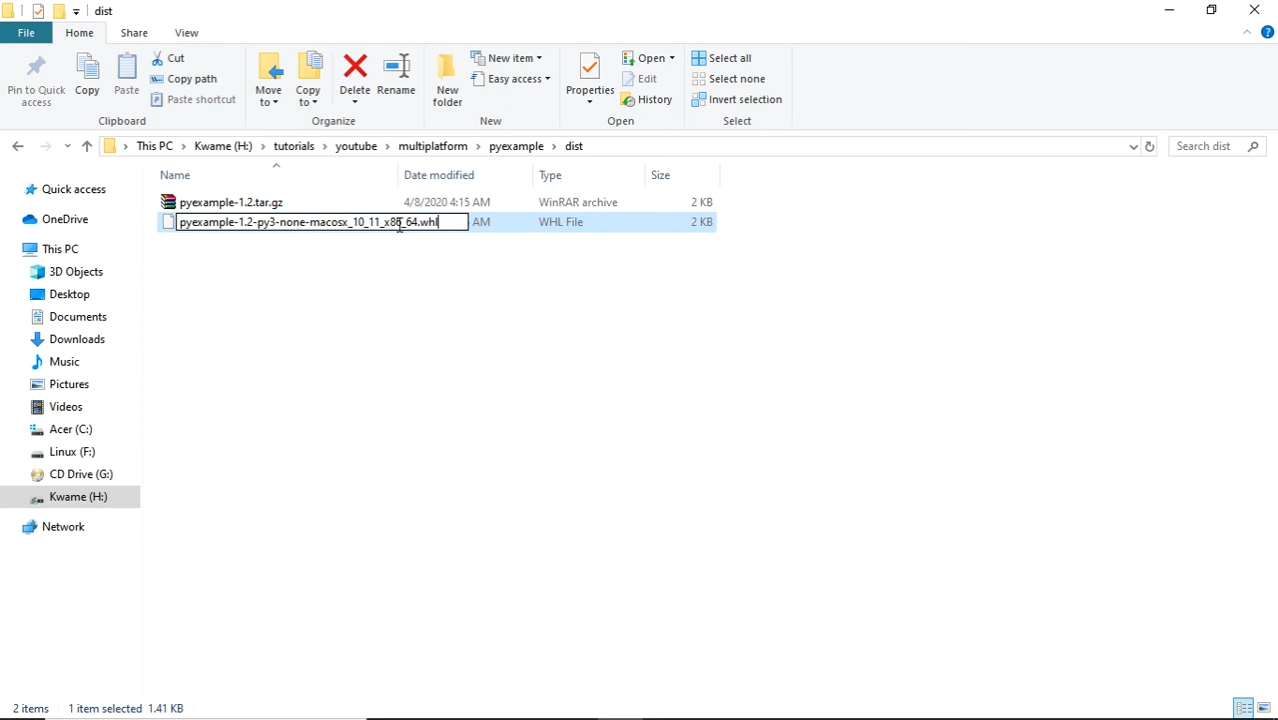 dist
File Home Share View
Pin to Quick access
Copy
Paste
Cut
Copy path
Paste shortcut
Clipboard
Move to
Copy to
Delete
Rename
Organize
New folder
New item
Easy access
New
Properties
Open
Edit
History
Open
Select all
Select none
Invert selection
Select
This PC > Kwame (H:) > tutorials > youtube > multiplatform > pyexample > dist
Search dist
Name Date modified Type Size
pyexample-1.2.tar.gz 4/8/2020 4:15 AM WinRAR archive 2 KB
pyexample-1.2-py3-none-macosx_10_11_x86_64.whl AM WHL File 2 KB
Quick access
OneDrive
This PC
3D Objects
Desktop
Documents
Downloads
Music
Pictures
Videos
Acer (C:)
Linux (F:)
CD Drive (G:)
Kwame (H:)
Network
2 items 1 item selected 1.41 KB